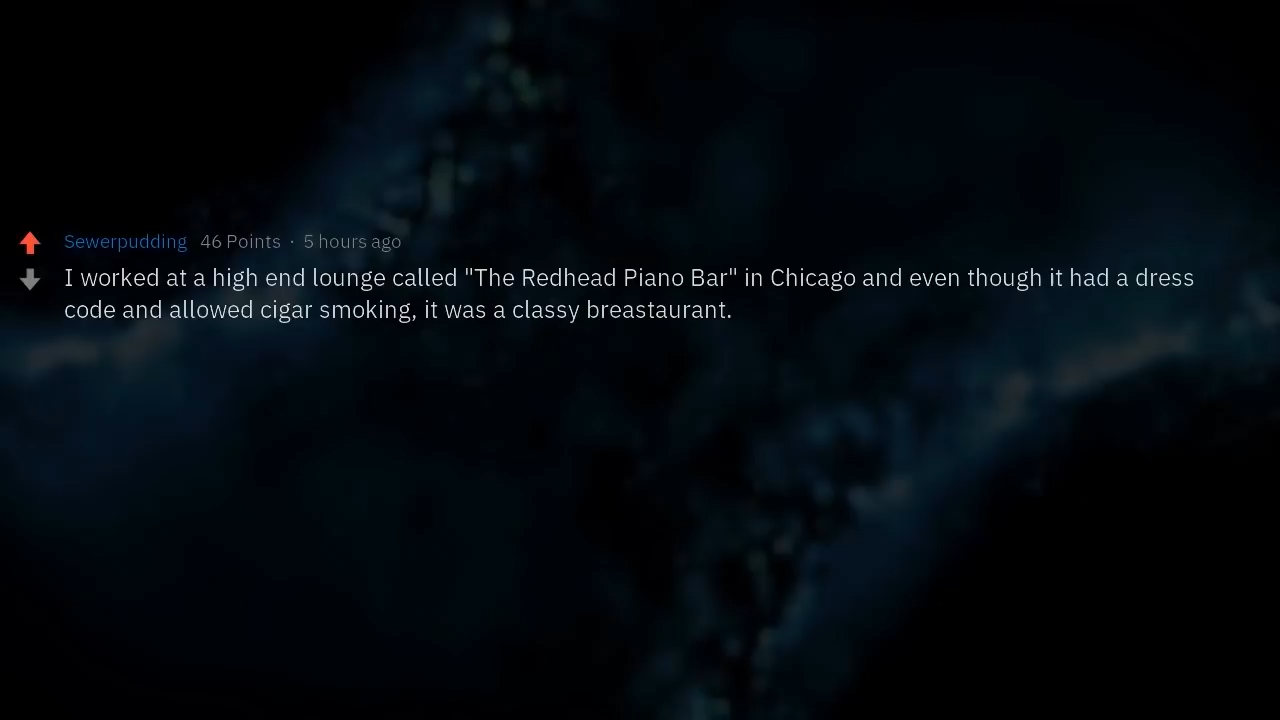 Sewerpudding 46 Points · 5 hours ago
I worked at a high end lounge called "The Redhead Piano Bar" in Chicago and even though it had a dress
code and allowed cigar smoking, it was a classy breastaurant.